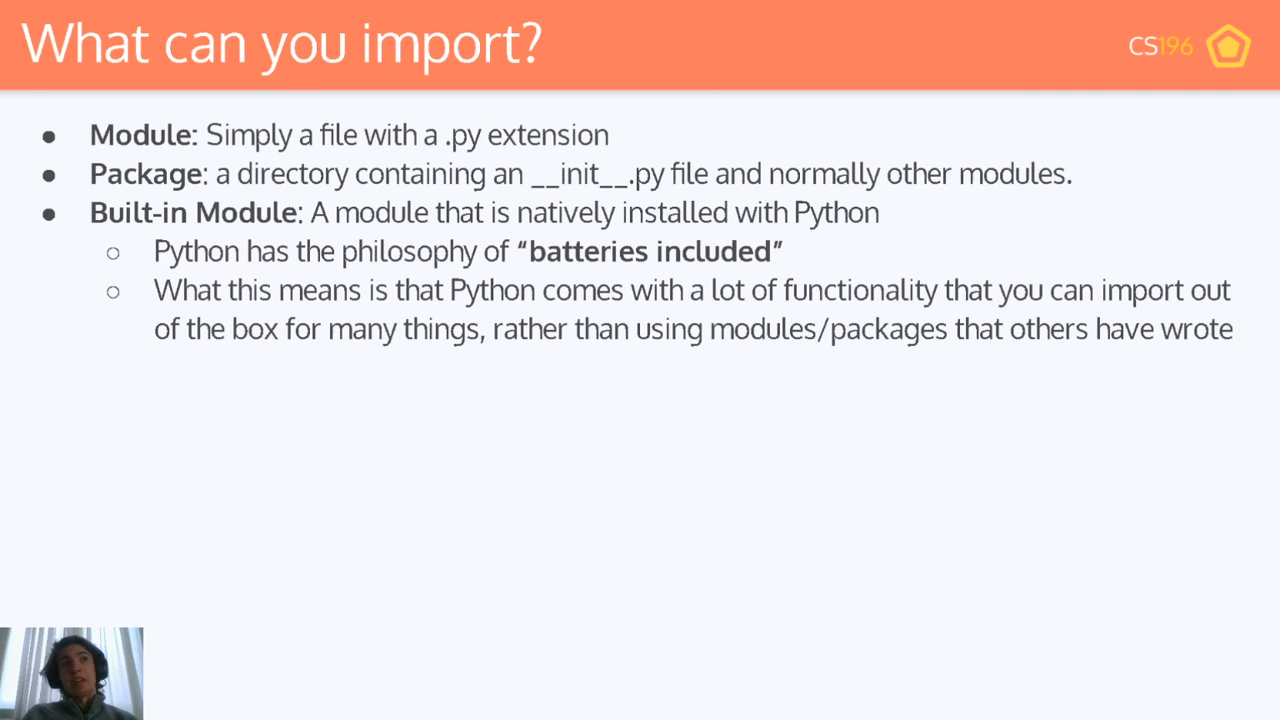 What can you import?
CS196
● Module: Simply a file with a .py extension
● Package: a directory containing an __init__.py file and normally other modules.
● Built-in Module: A module that is natively installed with Python
○ Python has the philosophy of “batteries included”
○ What this means is that Python comes with a lot of functionality that you can import out
of the box for many things, rather than using modules/packages that others have wrote